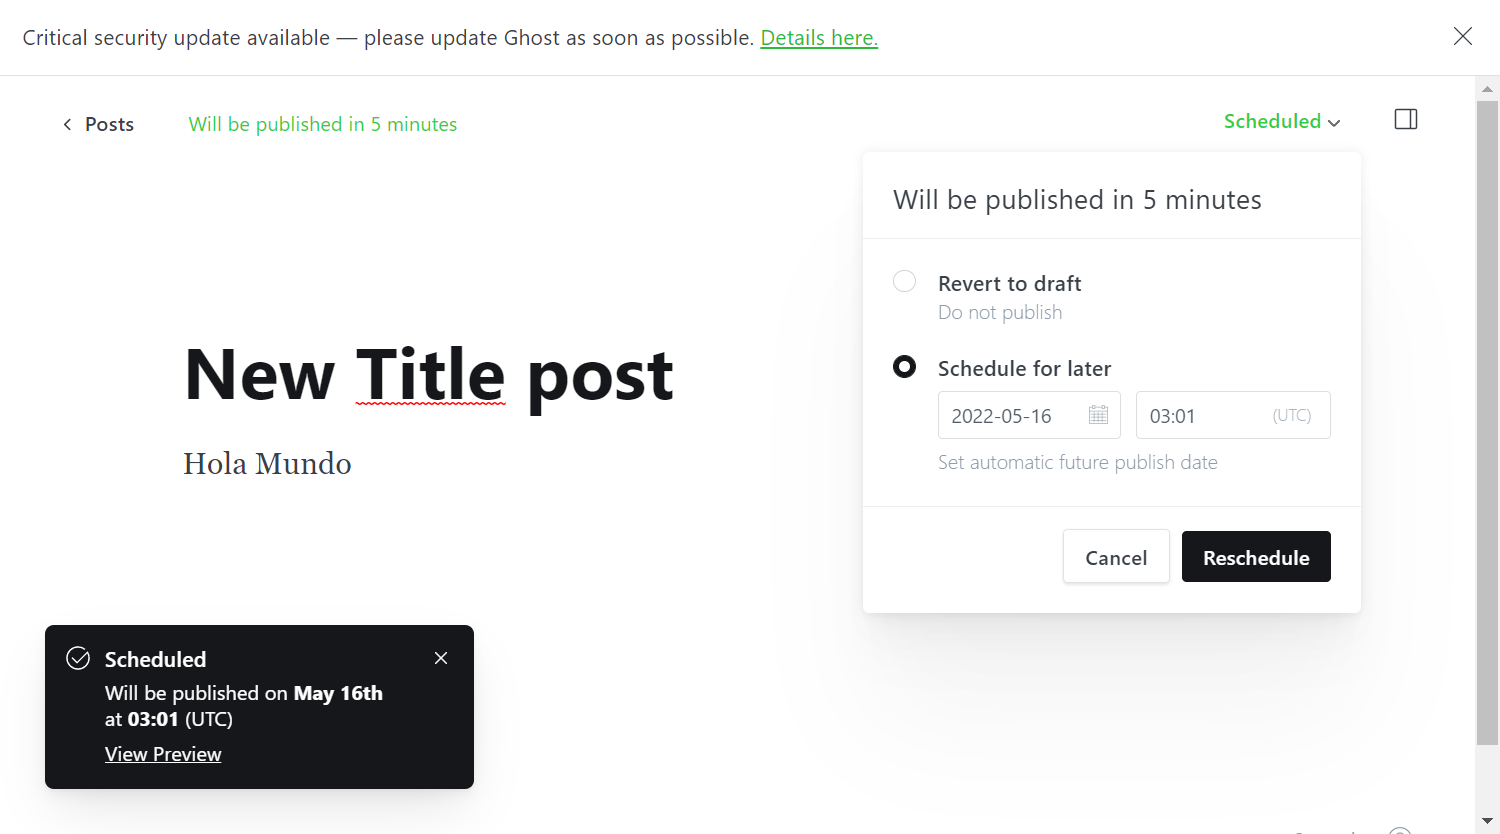 Critical security update available — please update Ghost as soon as possible. Details here.
Posts
Will be published in 5 minutes
Scheduled
Will be published in 5 minutes
Revert to draft
Do not publish
Schedule for later
2022-05-16
03:01 (UTC)
Set automatic future publish date
Cancel
Reschedule
New Title post
Hola Mundo
Scheduled
Will be published on May 16th
at 03:01 (UTC)
View Preview